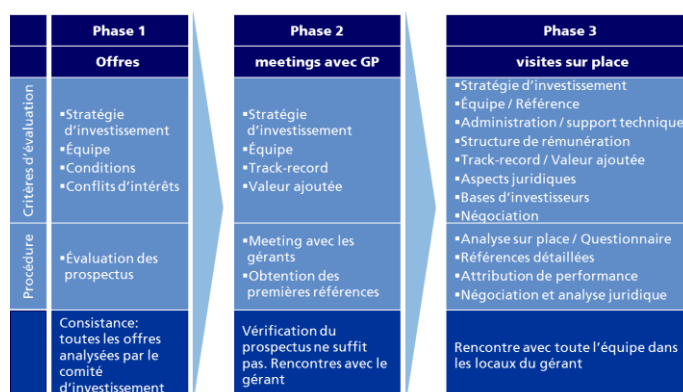 Phase 1
Offres
Critères d'évaluation
▪Stratégie
d'investissement
▪Équipe
▪Conditions
▪Conflits d'intérêts
Procédure
▪Évaluation des
prospectus
Consistance:
toutes les offres
analysées par le
comité
d'investissement
Phase 2
meetings avec GP
▪Stratégie
d'investissement
▪Équipe
▪Track-record
▪Valeur ajoutée
▪Meeting avec les
gérants
▪Obtention des
premières références
Vérification du
prospectus ne suffit
pas. Rencontres avec le
gérant
Phase 3
visites sur place
▪Stratégie d'investissement
▪Équipe / Référence
▪Administration / support technique
▪Structure de rémunération
▪Track-record / Valeur ajoutée
▪Aspects juridiques
▪Bases d'investisseurs
▪Négociation
▪Analyse sur place / Questionnaire
▪Références détaillées
▪Attribution de performance
▪Négociation et analyse juridique
Rencontre avec toute l'équipe dans
les locaux du gérant